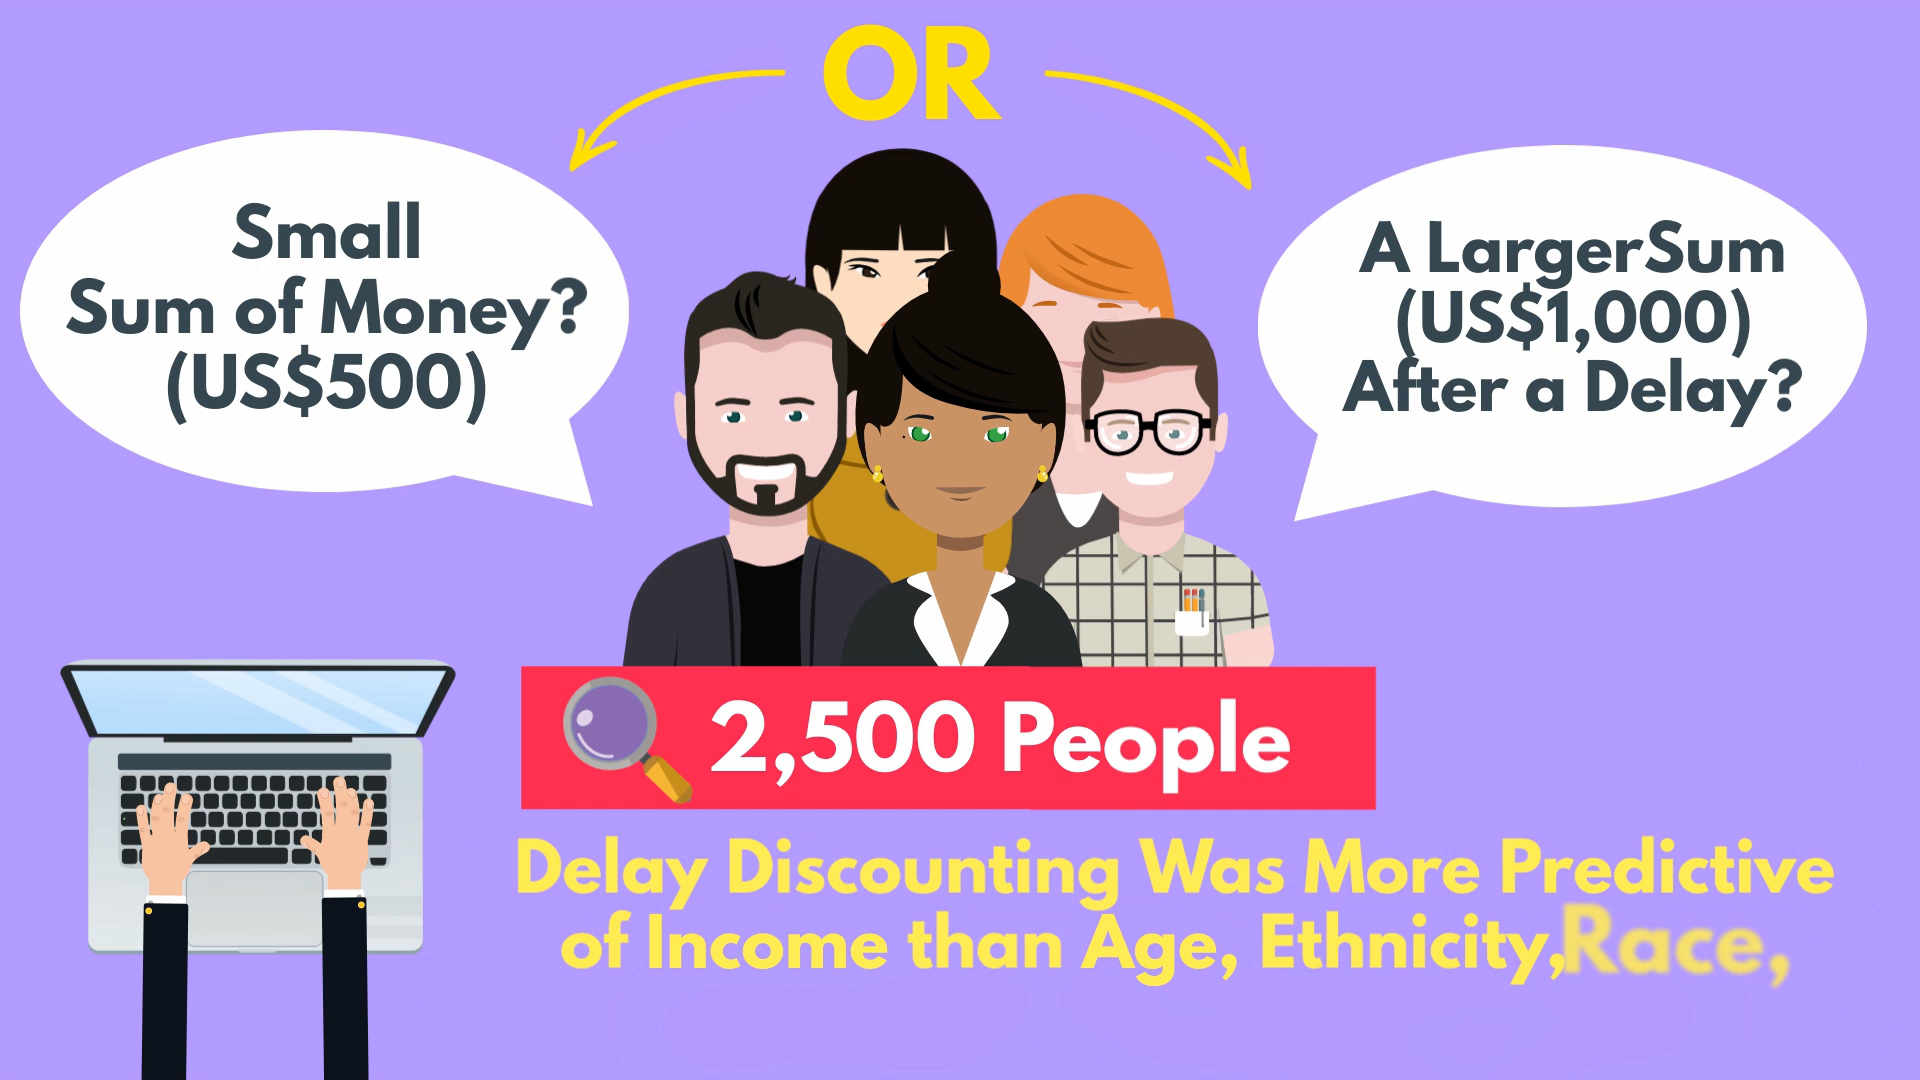 OR
Small
Sum of Money?
(US$500)
A LargerSum
(US$1,000)
After a Delay?
2,500 People
Delay Discounting Was More Predictive
of Income than Age, Ethnicity,Race,